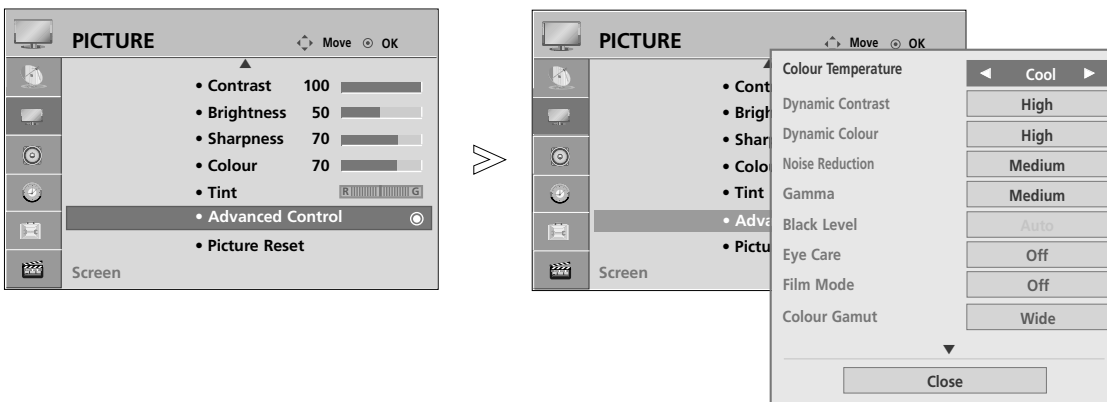 PICTURE Move OK
• Contrast 100
• Brightness 50
• Sharpness 70
• Colour 70
• Tint R G
• Advanced Control
• Picture Reset
Screen
PICTURE Move OK
• Cont
• Brigh
• Shar
• Colo
• Tint
• Adva
• Pictu
Screen
Colour Temperature Cool
Dynamic Contrast High
Dynamic Colour High
Noise Reduction Medium
Gamma Medium
Black Level Auto
Eye Care Off
Film Mode Off
Colour Gamut Wide
Close